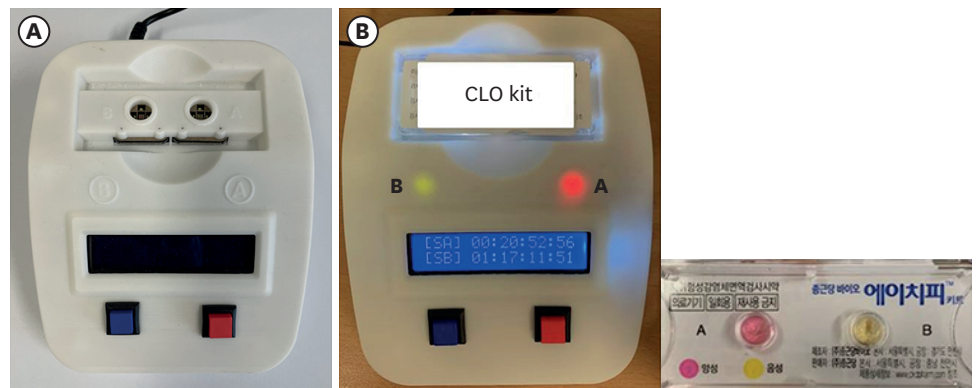 A
B
B A
B A
CLO kit
B A
[SA] 00:20:52:56
[SB] 01:17:11:51
의료기기 일회용 재사용 금지
종근당 바이오 에이치피™
키트
A B
양성 음성